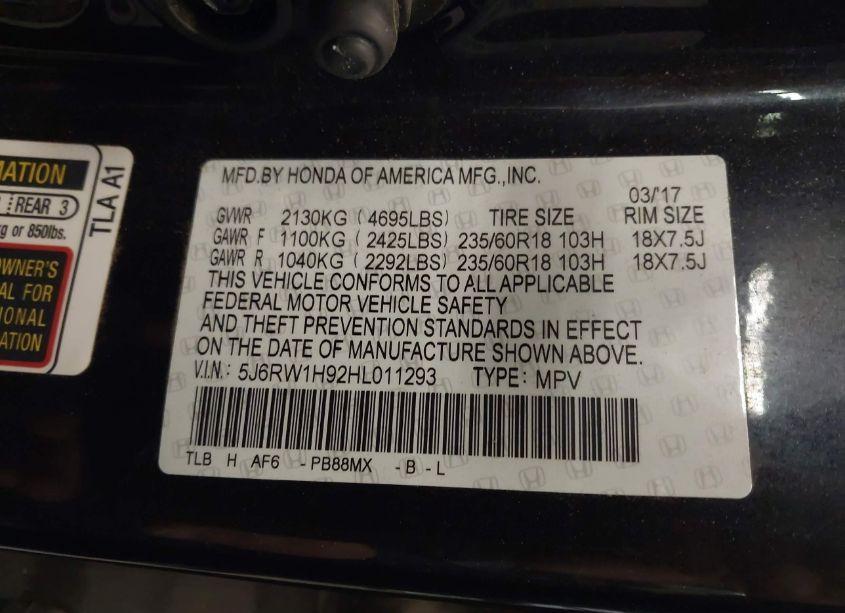 MATION
REAR 3
g or 850lbs.
OWNER'S
AL FOR
IONAL
ATION
TLA A1
MFD.BY HONDA OF AMERICA MFG.,INC.
03/'17
GVWR 2130KG (4695LBS) TIRE SIZE RIM SIZE
GAWR F 1100KG (2425LBS) 235/60R18 103H 18X7.5J
GAWR R 1040KG (2292LBS) 235/60R18 103H 18X7.5J
THIS VEHICLE CONFORMS TO ALL APPLICABLE
FEDERAL MOTOR VEHICLE SAFETY
AND THEFT PREVENTION STANDARDS IN EFFECT
ON THE DATE OF MANUFACTURE SHOWN ABOVE.
V.I.N.: 5J6RW1H92HL011293 TYPE: MPV
TLB H AF6 -PB88MX -B-L